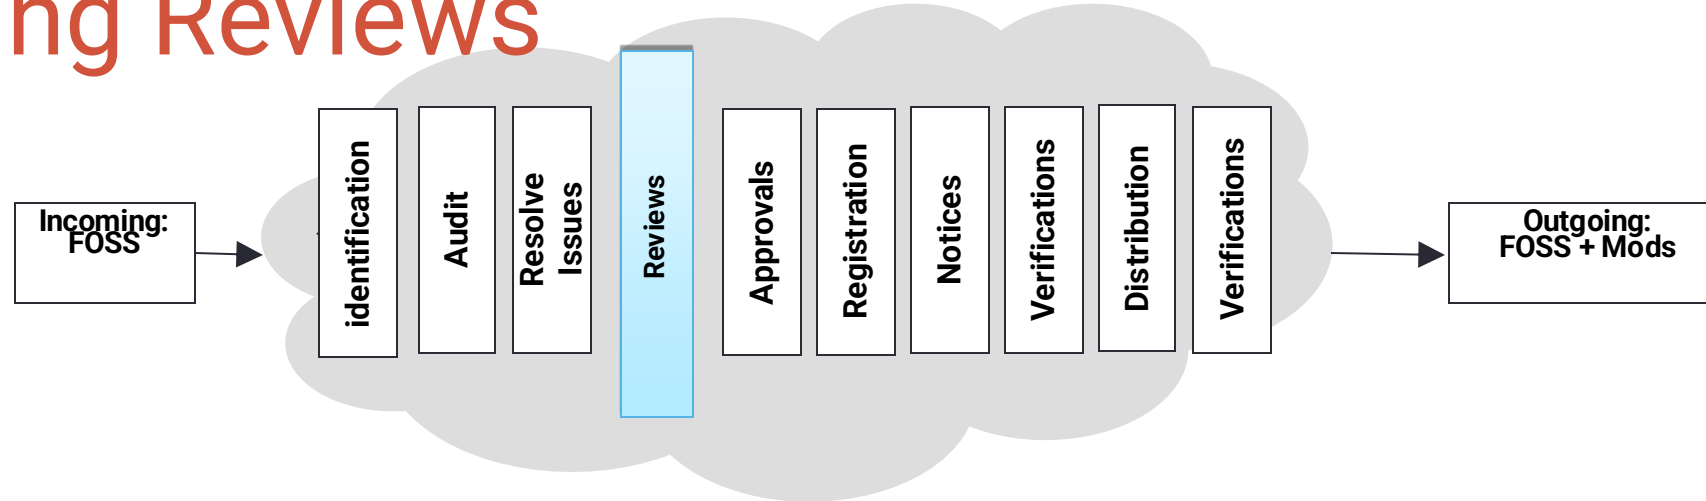 ng Reviews
Incoming:
FOSS
identification
Audit
Resolve
Issues
Reviews
Approvals
Registration
Notices
Verifications
Distribution
Verifications
Outgoing:
FOSS + Mods